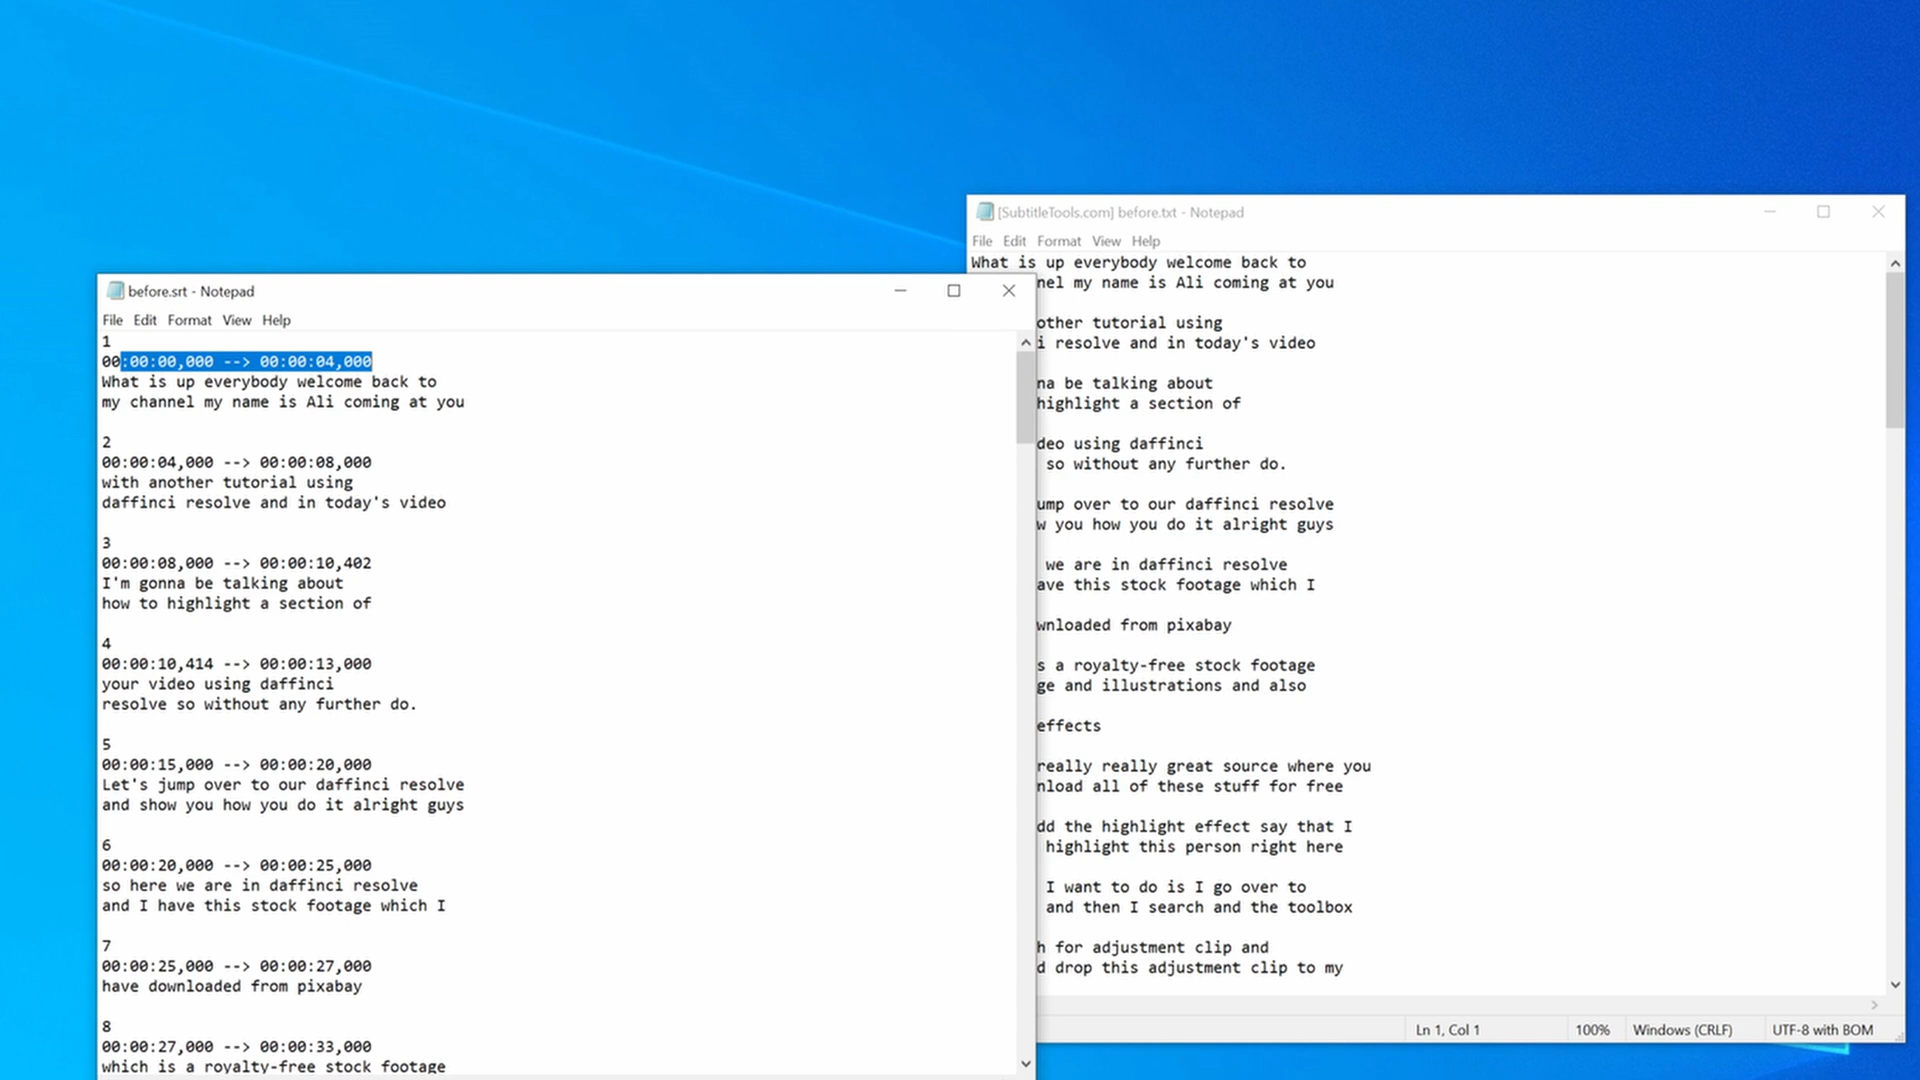 [SubtitleTools.com] before.txt - Notepad
File Edit Format View Help
What is up everybody welcome back to
nel my name is Ali coming at you
other tutorial using
i resolve and in today's video
na be talking about
highlight a section of
deo using daffinci
so without any further do.
ump over to our daffinci resolve
w you how you do it alright guys
we are in daffinci resolve
ave this stock footage which I
wnloaded from pixabay
s a royalty-free stock footage
ge and illustrations and also
effects
really really great source where you
nload all of these stuff for free
dd the highlight effect say that I
highlight this person right here
I want to do is I go over to
and then I search and the toolbox
h for adjustment clip and
d drop this adjustment clip to my
Ln 1, Col 1 100% Windows (CRLF) UTF-8 with BOM
before.srt - Notepad
File Edit Format View Help
1
00:00:00,000 --> 00:00:04,000
What is up everybody welcome back to
my channel my name is Ali coming at you
2
00:00:04,000 --> 00:00:08,000
with another tutorial using
daffinci resolve and in today's video
3
00:00:08,000 --> 00:00:10,402
I'm gonna be talking about
how to highlight a section of
4
00:00:10,414 --> 00:00:13,000
your video using daffinci
resolve so without any further do.
5
00:00:15,000 --> 00:00:20,000
Let's jump over to our daffinci resolve
and show you how you do it alright guys
6
00:00:20,000 --> 00:00:25,000
so here we are in daffinci resolve
and I have this stock footage which I
7
00:00:25,000 --> 00:00:27,000
have downloaded from pixabay
8
00:00:27,000 --> 00:00:33,000
which is a royalty-free stock footage